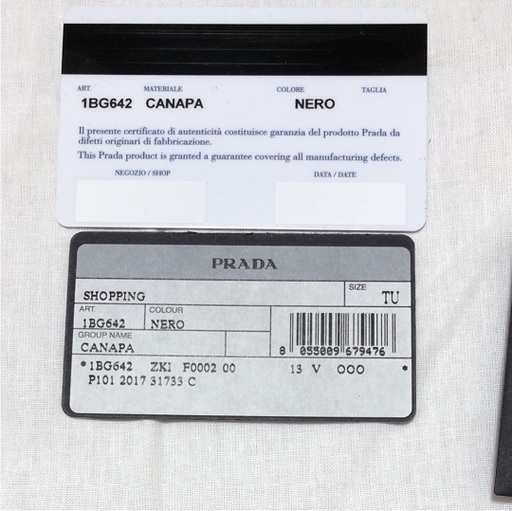 ART. MATERIALE COLORE TAGLIA
1BG642 CANAPA NERO
Il presente certificato di autenticità costituisce garanzia del prodotto Prada da
difetti originari di fabbricazione.
This Prada product is granted a guarantee covering all manufacturing defects.
NEGOZIO / SHOP DATA / DATE
PRADA
SHOPPING SIZE TU
ART. COLOUR
1BG642 NERO
GROUP NAME
CANAPA
8 055009 679476
*1BG642 ZKI F0002 00 13 V OOO *
P101 2017 31733 C